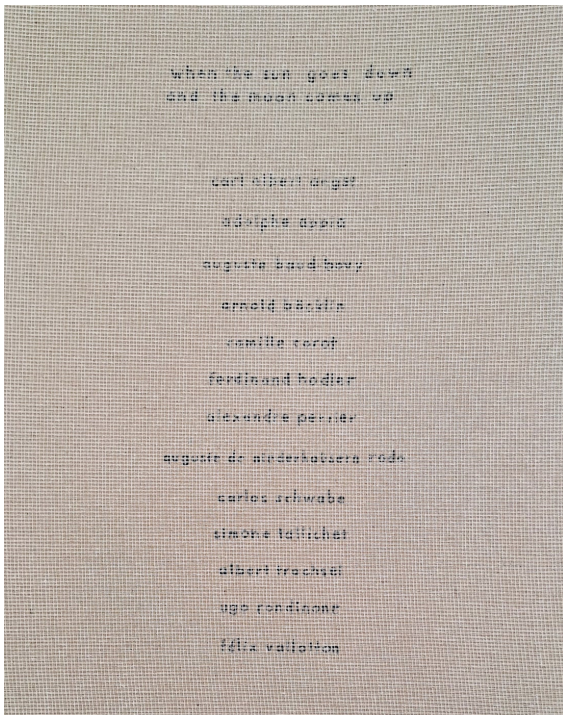 when the sun goes down
and the moon comes up
carl albert angst
adolphe appia
auguste baud bovy
arnold böcklin
camille corot
ferdinand hodler
alexandre perrier
auguste de niederhäusern rodo
carlos schwabe
simone taillichet
albert trachsel
ugo rondinone
félix vallotton